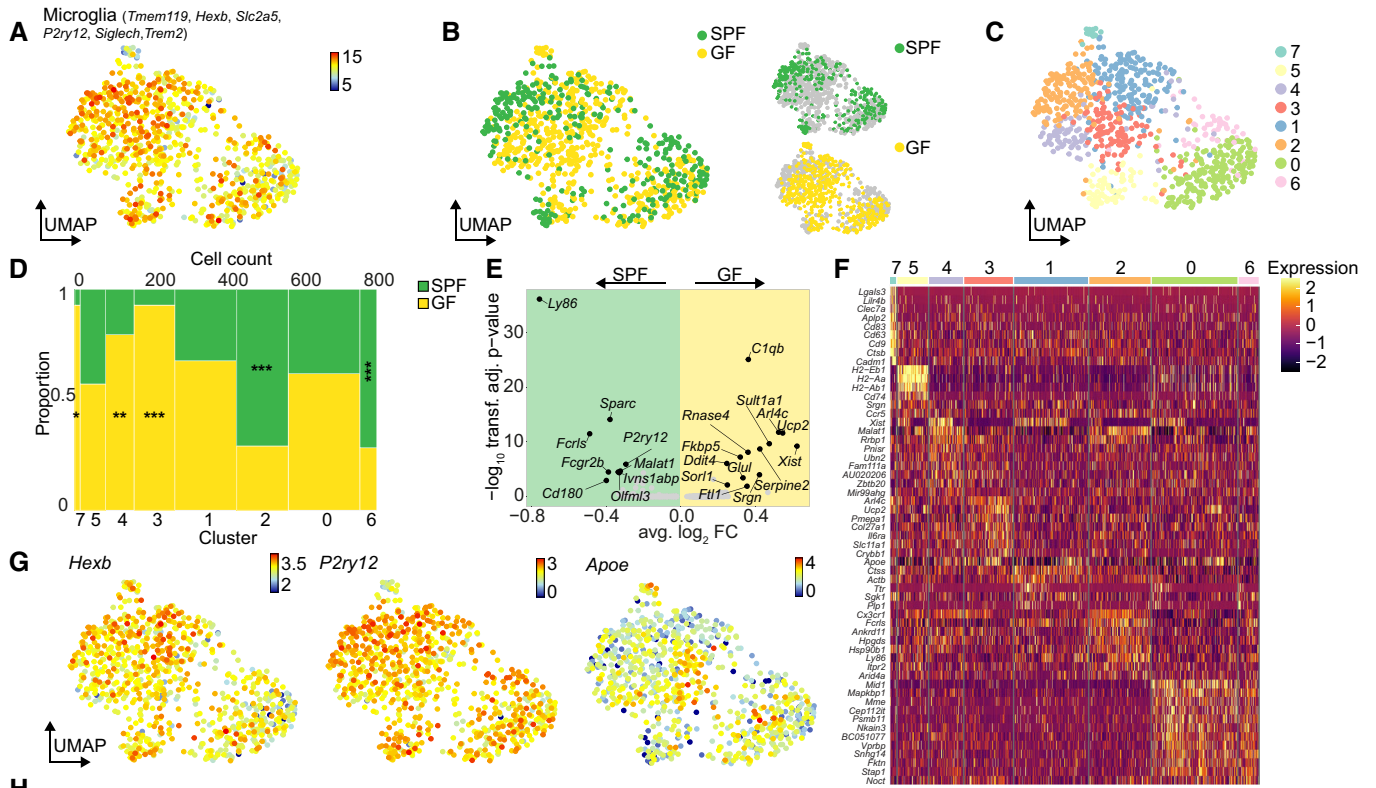 A
Microglia (Tmem119, Hexb, Slc2a5,
P2ry12, Siglech,Trem2)
15
5
UMAP
B
SPF
GF
SPF
GF
UMAP
C
7
5
4
3
1
2
0
6
UMAP
D
Cell count
0 200 400 600 800
SPF
GF
1
0.5
0
Proportion
* ** *** *** ***
7 5 4 3 1 2 0 6
Cluster
E
SPF GF
−log10 transf. adj. p−value
30
20
10
0
Ly86
C1qb
Sparc
Sult1a1
Rnase4
Arl4c
Ucp2
Fcrls
P2ry12
Fkbp5
Fcgr2b
Malat1
Ddit4
Glul
Xist
Ivns1abp
Sorl1
Serpine2
Cd180
Olfml3
Ftl1
Srgn
−0.8 −0.4 0.0 0.4
avg. log2 FC
F
7 5 4 3 1 2 0 6
Expression
2
1
0
−1
−2
Lgals3
Lilr4b
Clec7a
Aplp2
Cd83
Cd63
Cd9
Ctsb
Cadm1
H2−Eb1
H2−Aa
H2−Ab1
Cd74
Srgn
Ccr5
Xist
Malat1
Rrbp1
Pnisr
Ubn2
Fam111a
AU020206
Zbtb20
Mir99ahg
Arl4c
Ucp2
Pmepa1
Col27a1
Il6ra
Slc11a1
Crybb1
Apoe
Ctss
Actb
Ttr
Sgk1
Plp1
Cx3cr1
Fcrls
Ankrd11
Hpgds
Hsp90b1
Ly86
Itpr2
Arid4a
Mid1
Mapkbp1
Mme
Cep112it
Psmb11
Nkain3
BC051077
Vprbp
Snhg14
Fktn
Stap1
Noct
G
Hexb
3.5
2
P2ry12
3
0
Apoe
4
0
UMAP
H